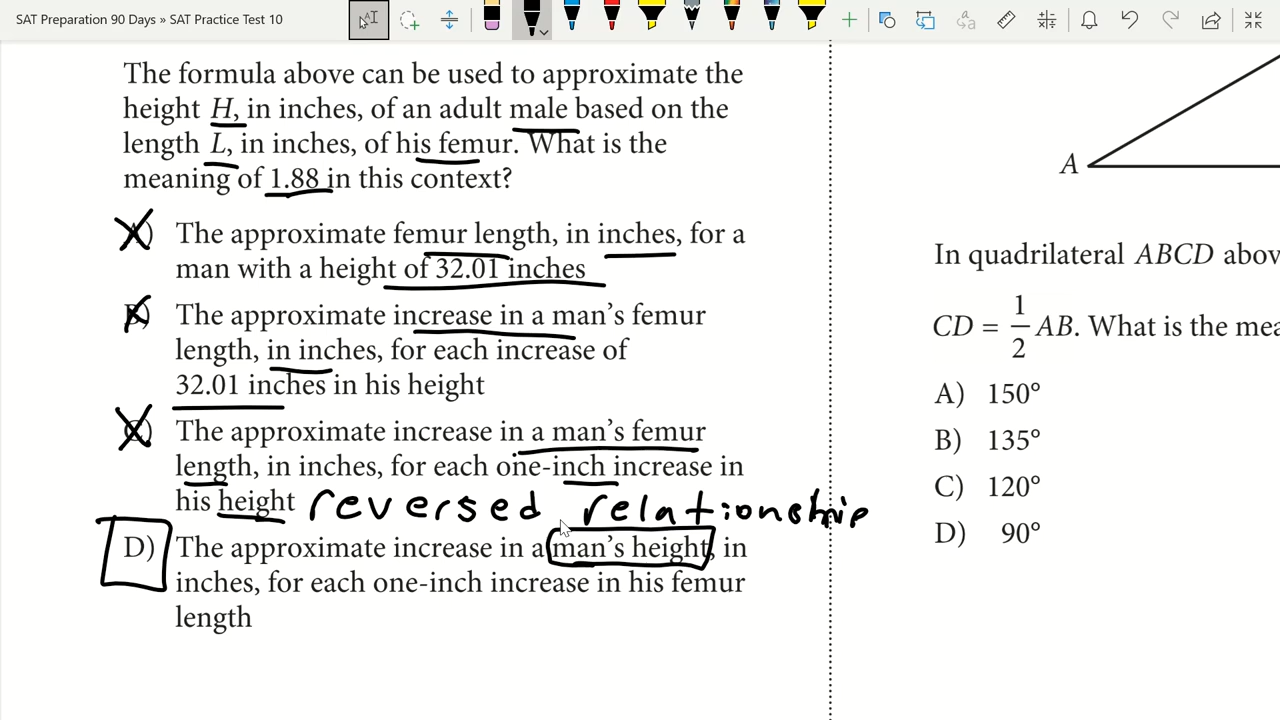 SAT Preparation 90 Days » SAT Practice Test 10
The formula above can be used to approximate the
height H, in inches, of an adult male based on the
length L, in inches, of his femur. What is the
meaning of 1.88 in this context?
A) The approximate femur length, in inches, for a
man with a height of 32.01 inches
B) The approximate increase in a man's femur
length, in inches, for each increase of
32.01 inches in his height
C) The approximate increase in a man's femur
length, in inches, for each one-inch increase in
his height reversed relationship
D) The approximate increase in a man's height, in
inches, for each one-inch increase in his femur
length
A
In quadrilateral ABCD abov
CD = 1/2 AB. What is the mea
A) 150°
B) 135°
C) 120°
D) 90°